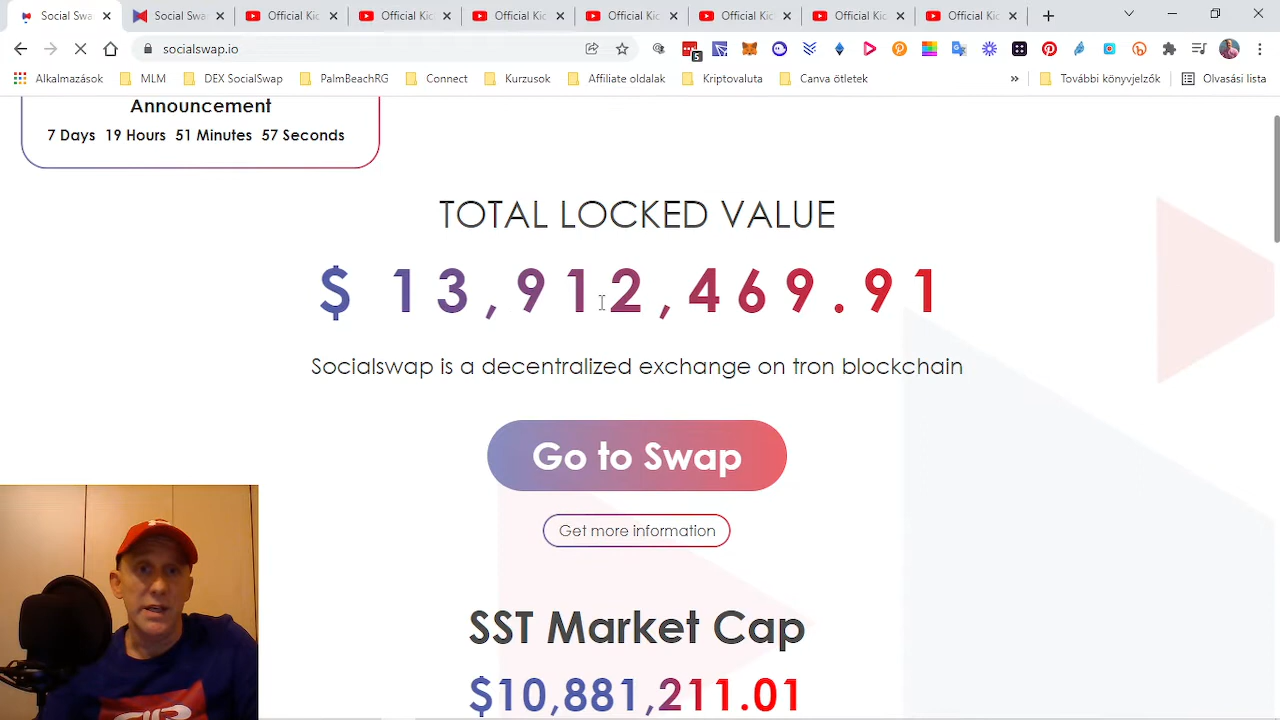 Social Swa
Social Swa
Official Kic
Official Kic
Official Kic
Official Kic
Official Kic
Official Kic
Official Kic
socialswap.io
5
Alkalmazások
MLM
DEX SocialSwap
PalmBeachRG
Connect
Kurzusok
Affiliate oldalak
Kriptovaluta
Canva ötletek
»
További könyvjelzők
Olvasási lista
Announcement
7 Days 19 Hours 51 Minutes 57 Seconds
TOTAL LOCKED VALUE
$ 13,912,469.91
Socialswap is a decentralized exchange on tron blockchain
Go to Swap
Get more information
SST Market Cap
$10,881,211.01